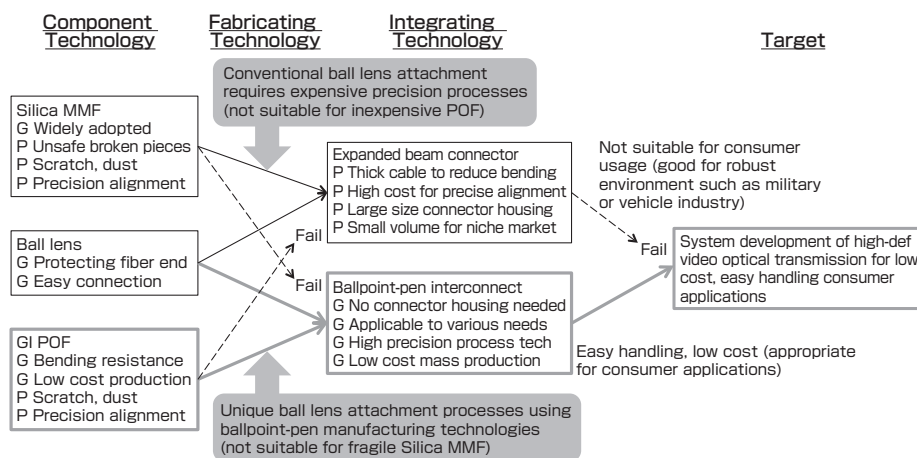 Component
Technology
Fabricating
Technology
Integrating
Technology
Target
Conventional ball lens attachment
requires expensive precision processes
(not suitable for inexpensive POF)
Silica MMF
G Widely adopted
P Unsafe broken pieces
P Scratch, dust
P Precision alignment
Expanded beam connector
P Thick cable to reduce bending
P High cost for precise alignment
P Large size connector housing
P Small volume for niche market
Not suitable for consumer
usage (good for robust
environment such as military
or vehicle industry)
Fail
Fail
Ball lens
G Protecting fiber end
G Easy connection
System development of high-def
video optical transmission for low
cost, easy handling consumer
applications
Fail
Ballpoint-pen interconnect
G No connector housing needed
G Applicable to various needs
G High precision process tech
G Low cost mass production
GI POF
G Bending resistance
G Low cost production
P Scratch, dust
P Precision alignment
Easy handling, low cost (appropriate
for consumer applications)
Unique ball lens attachment processes using
ballpoint-pen manufacturing technologies
(not suitable for fragile Silica MMF)